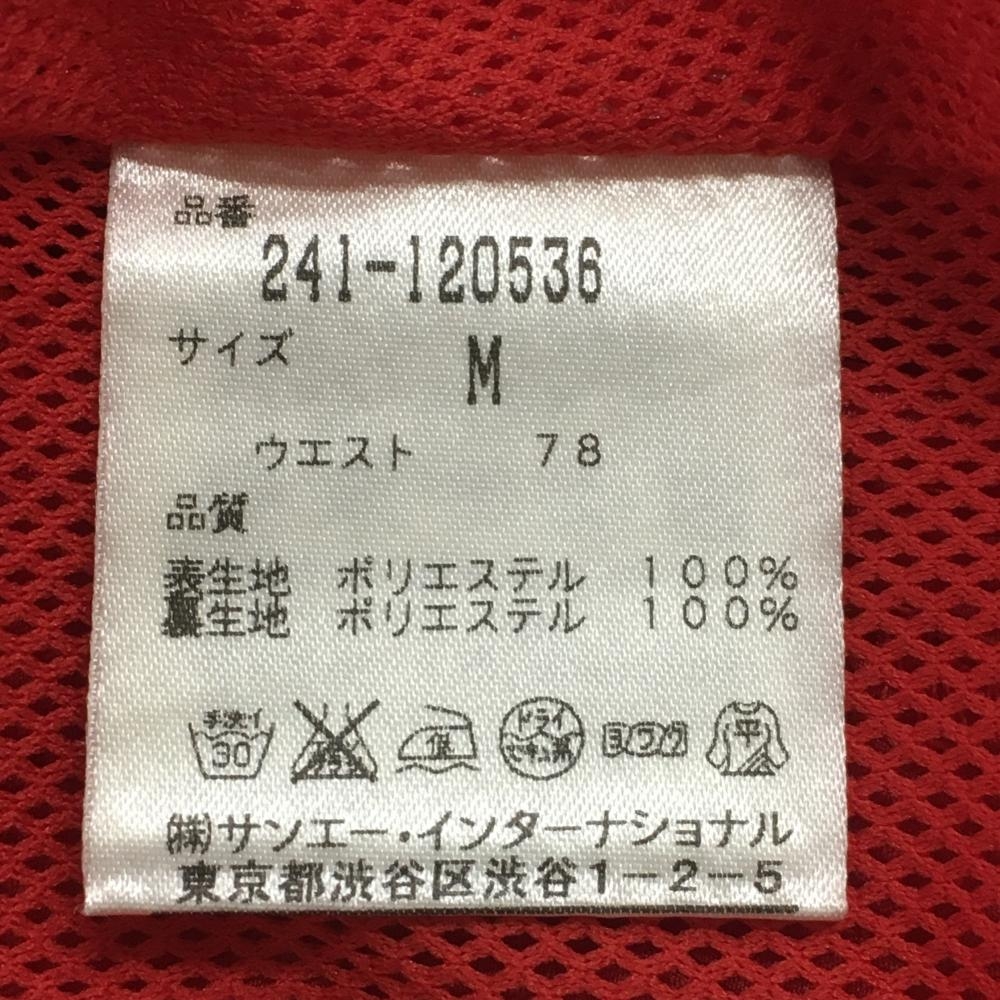 品番
241-120536
サイズ
M
ウエスト 78
品質
表生地 ポリエステル 100%
裏生地 ポリエステル 100%
手洗イ 30 低 ドライ ヨワク 平
㈱サンエー・インターナショナル
東京都渋谷区渋谷1-2-5